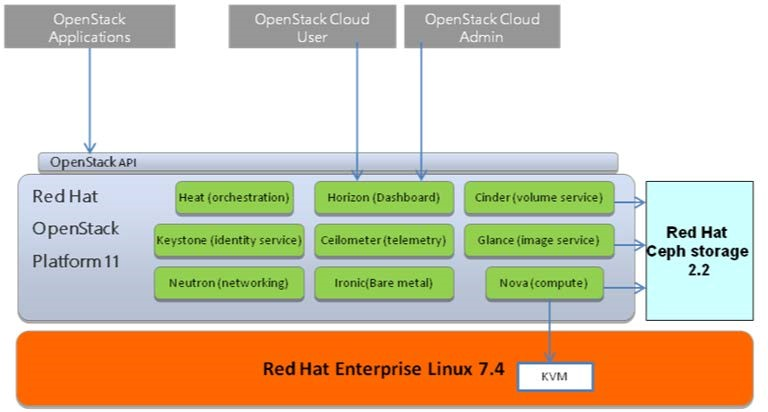 OpenStack
Applications
OpenStack Cloud
User
OpenStack Cloud
Admin
OpenStack API
Red Hat
OpenStack
Platform 11
Heat (orchestration)
Horizon (Dashboard)
Cinder (volume service)
Keystone (identity service)
Ceilometer (telemetry)
Glance (image service)
Neutron (networking)
Ironic(Bare metal)
Nova (compute)
Red Hat
Ceph storage
2.2
Red Hat Enterprise Linux 7.4
KVM